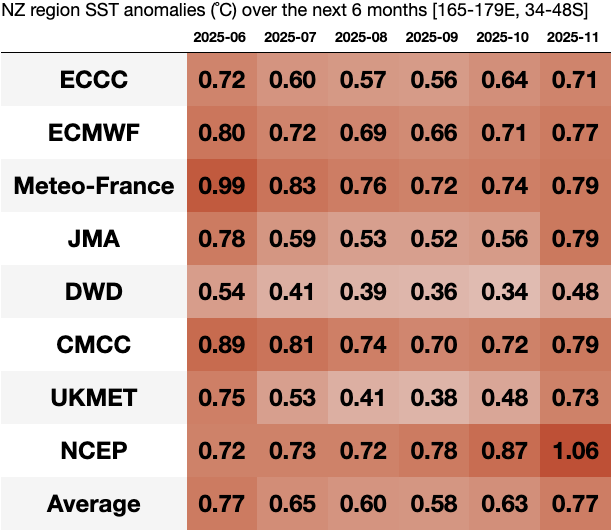 NZ region SST anomalies (℃) over the next 6 months [165-179E, 34-48S]
2025-06 2025-07 2025-08 2025-09 2025-10 2025-11
ECCC 0.72 0.60 0.57 0.56 0.64 0.71
ECMWF 0.80 0.72 0.69 0.66 0.71 0.77
Meteo-France 0.99 0.83 0.76 0.72 0.74 0.79
JMA 0.78 0.59 0.53 0.52 0.56 0.79
DWD 0.54 0.41 0.39 0.36 0.34 0.48
CMCC 0.89 0.81 0.74 0.70 0.72 0.79
UKMET 0.75 0.53 0.41 0.38 0.48 0.73
NCEP 0.72 0.73 0.72 0.78 0.87 1.06
Average 0.77 0.65 0.60 0.58 0.63 0.77